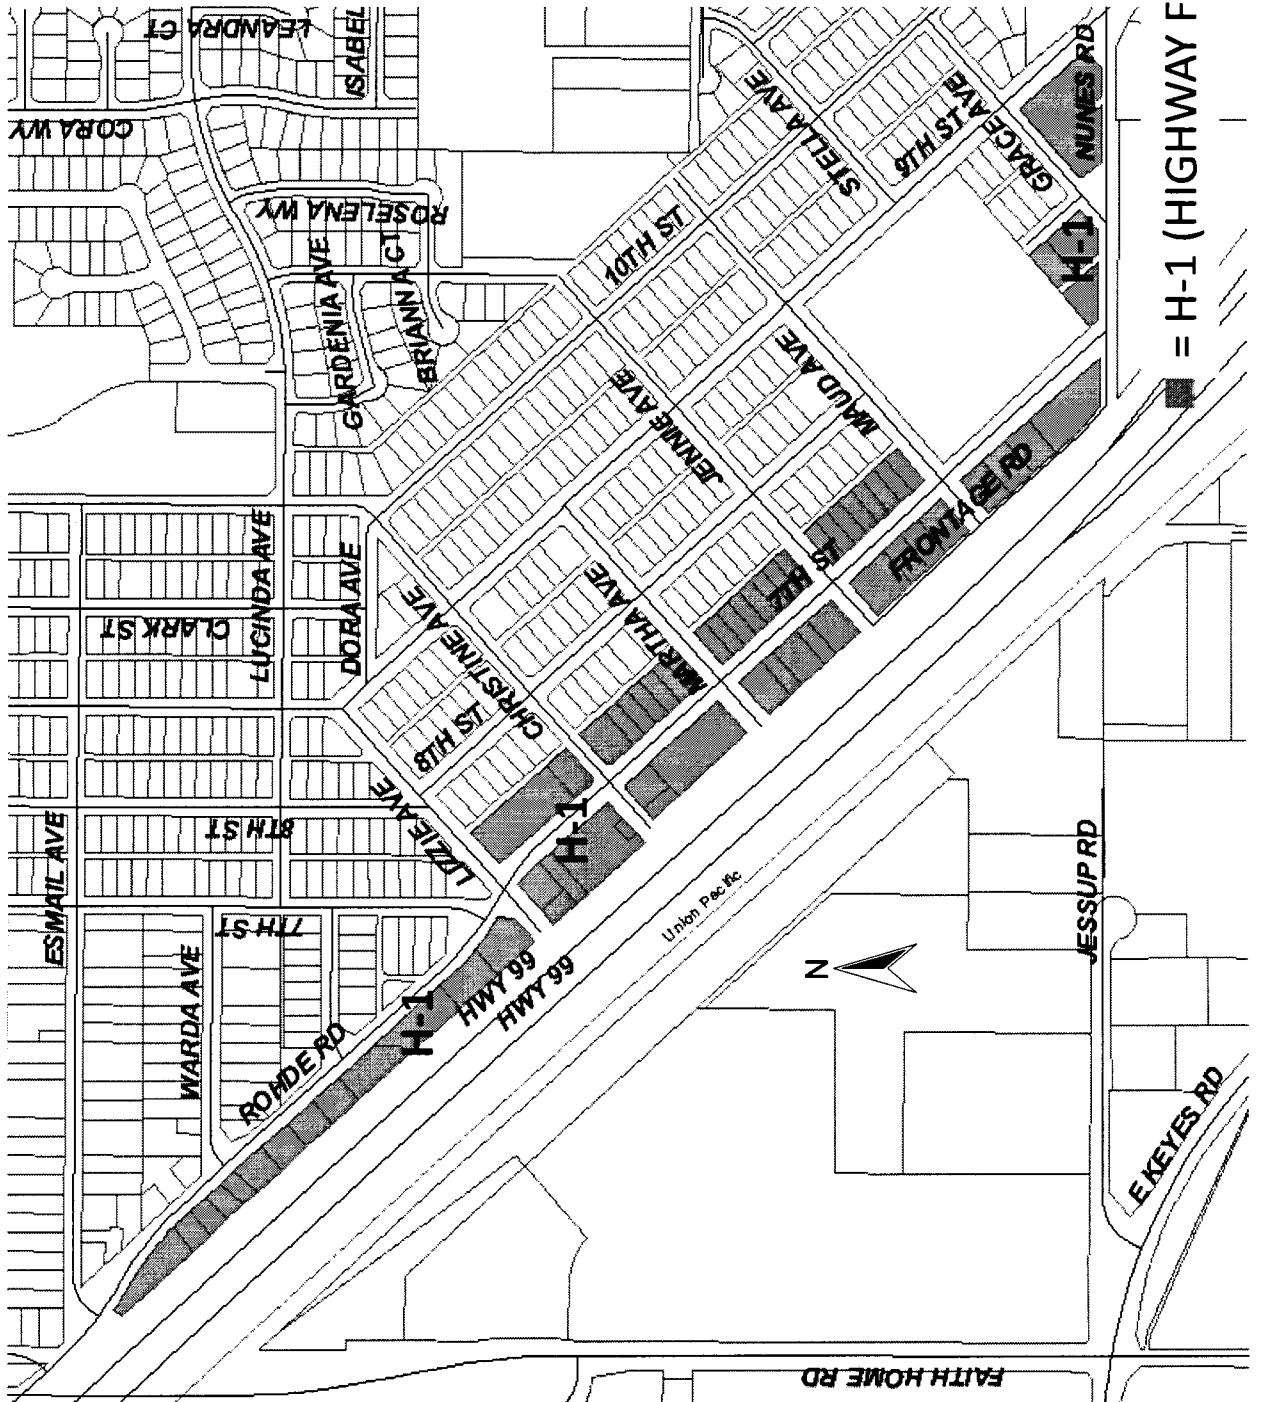 LEANDRA CT
ISABEL
CORA WY
ROSELENA WY
GARDENIA AVE
BRIANNA CT
STELLA AVE
9TH ST
GRACE AVE
NUNES RD
10TH ST
H-1
MAUD AVE
JENNIE AVE
LUCINDA AVE
CLARK ST
DORA AVE
CHRISTINE AVE
MARTHA AVE
7TH ST
FRONTAGE RD
8TH ST
LIZZIE AVE
8TH ST
ESMAIL AVE
7TH ST
WARDA AVE
ROHDE RD
H-1
H-1
HWY 99
HWY 99
Union Pacific
N
JESSUP RD
E KEYES RD
FAITH HOME RD
= H-1 (HIGHWAY F